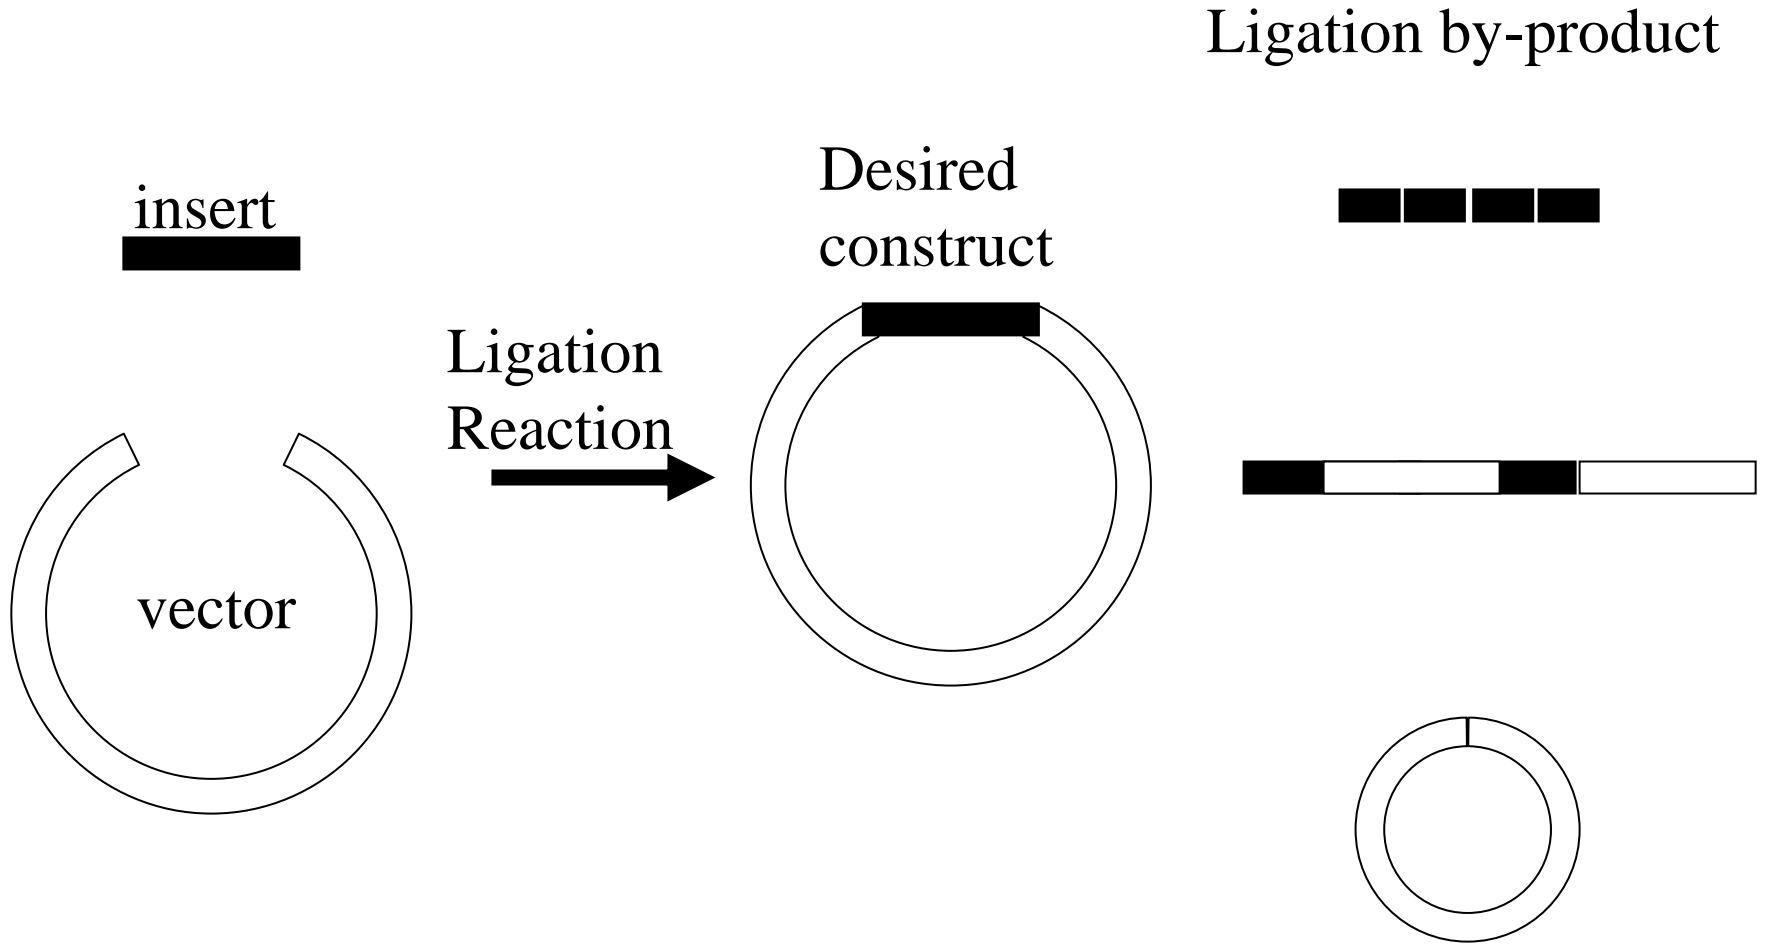 Ligation by-product
insert
Desired
construct
Ligation
Reaction
vector